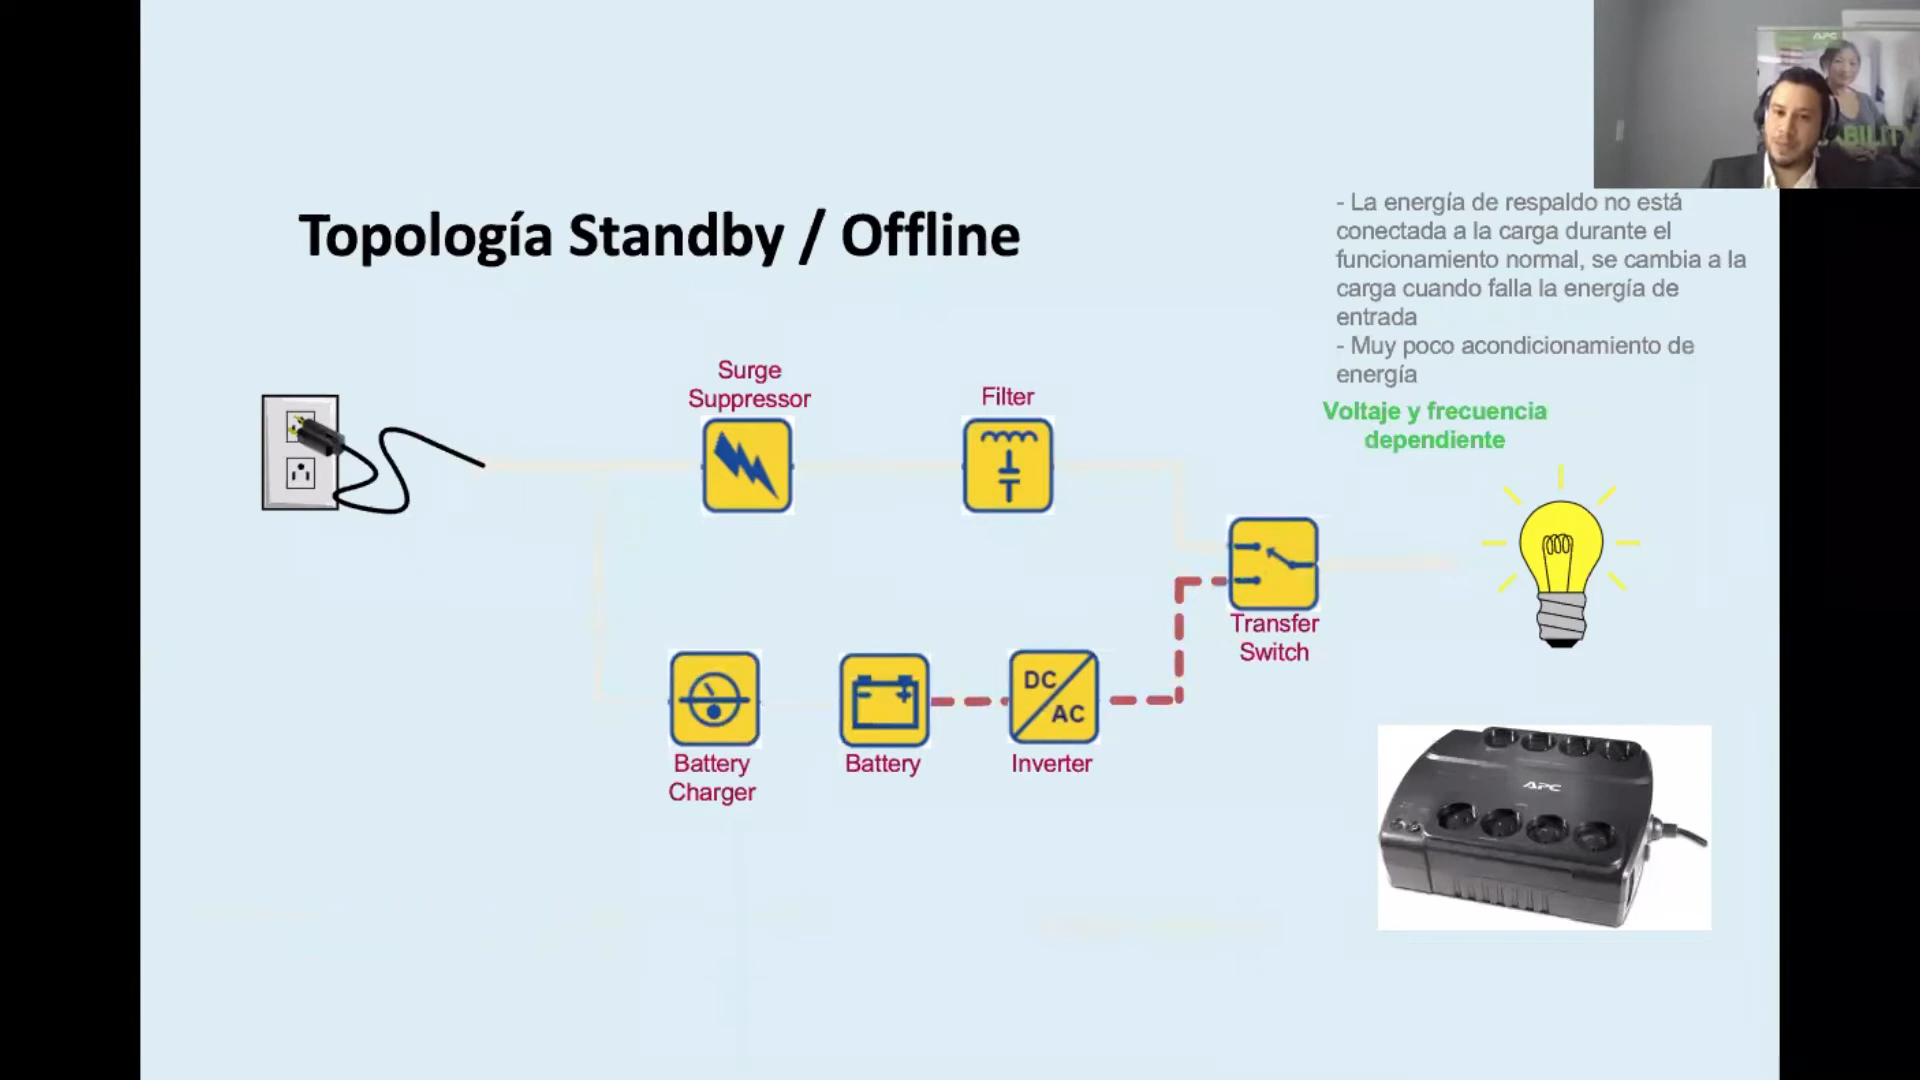 APC
ABILITY
Topología Standby / Offline
- La energía de respaldo no está
conectada a la carga durante el
funcionamiento normal, se cambia a la
carga cuando falla la energía de
entrada
- Muy poco acondicionamiento de
energía
Voltaje y frecuencia
dependiente
Surge
Suppressor
Filter
Transfer
Switch
DC
AC
Battery
Charger
Battery
Inverter
APC